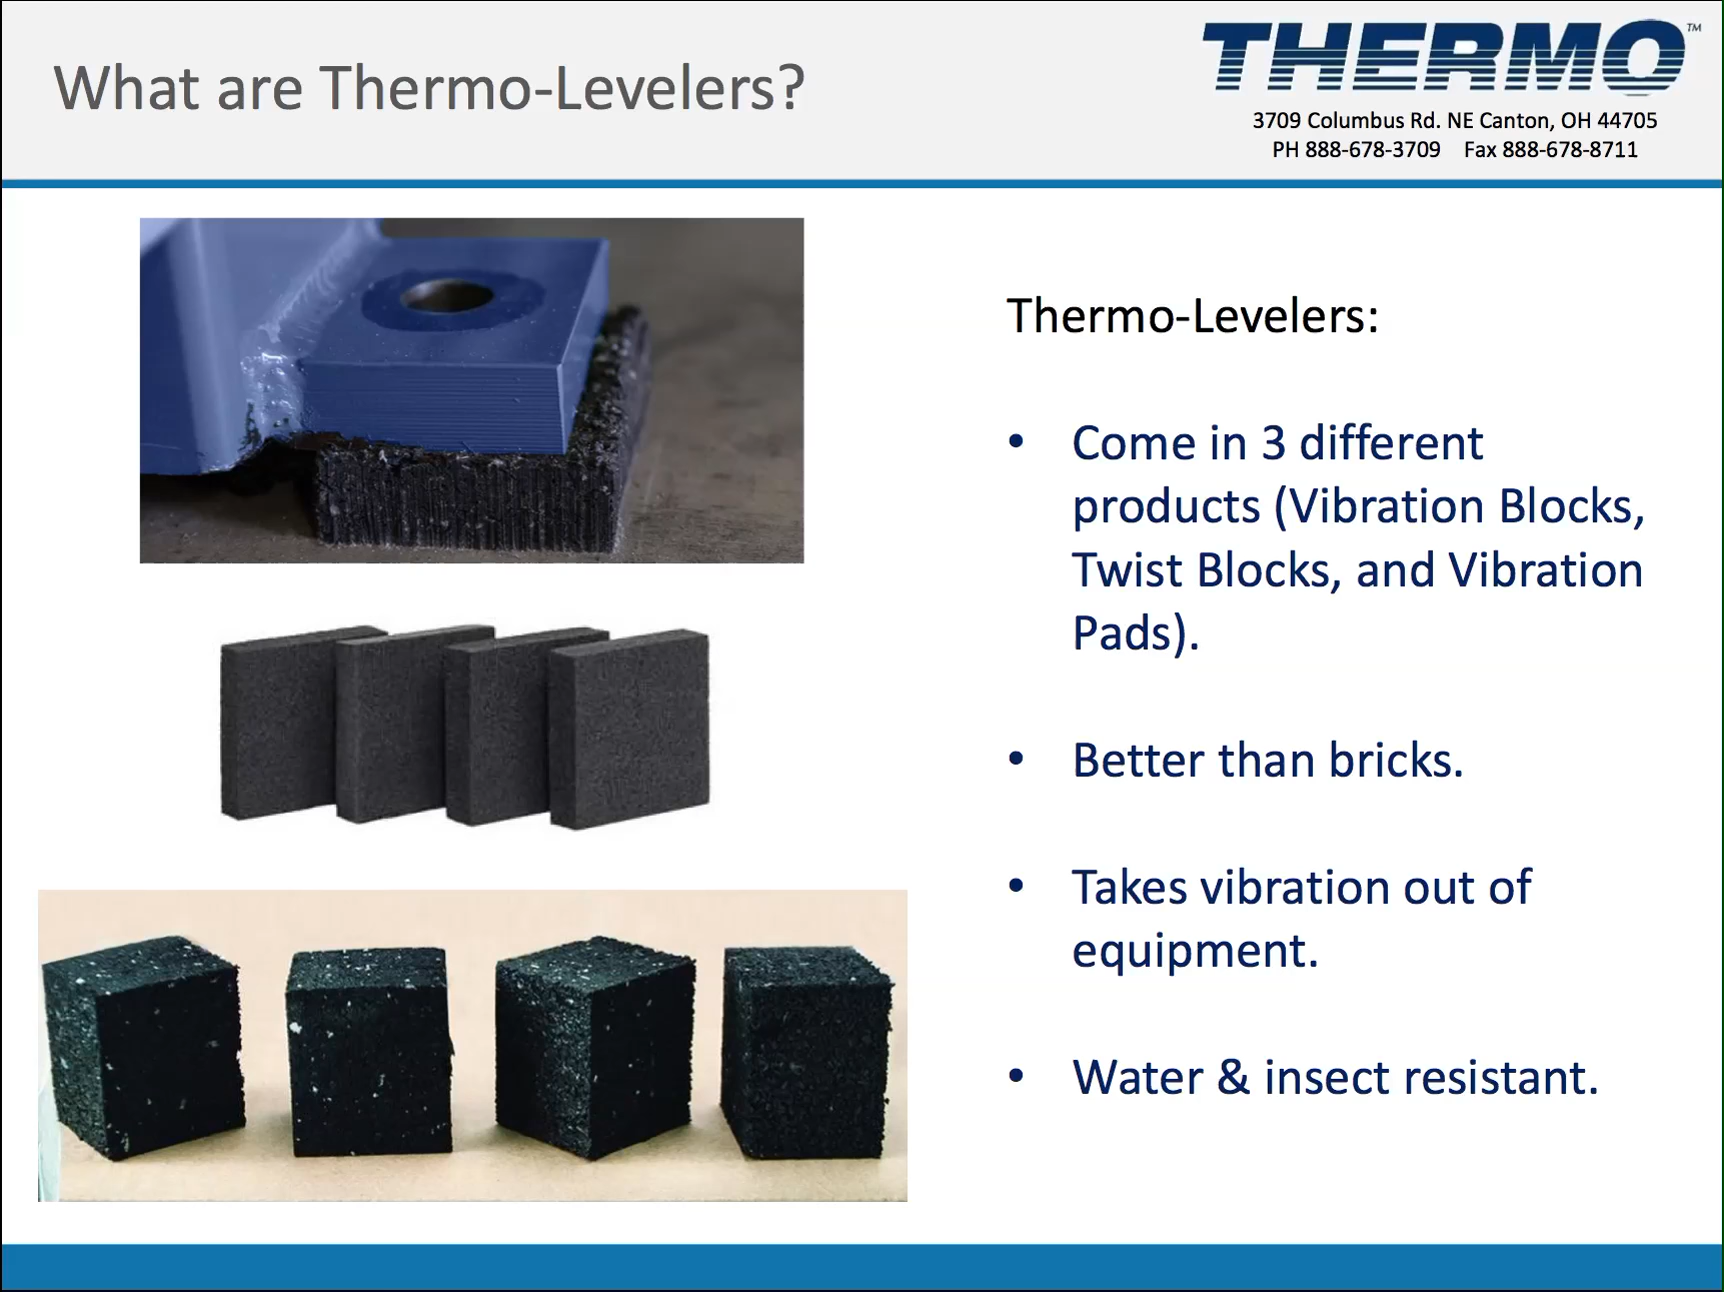 What are Thermo-Levelers?
THERMO™
3709 Columbus Rd. NE Canton, OH 44705
PH 888-678-3709 Fax 888-678-8711
Thermo-Levelers:
• Come in 3 different
products (Vibration Blocks,
Twist Blocks, and Vibration
Pads).
• Better than bricks.
• Takes vibration out of
equipment.
• Water & insect resistant.